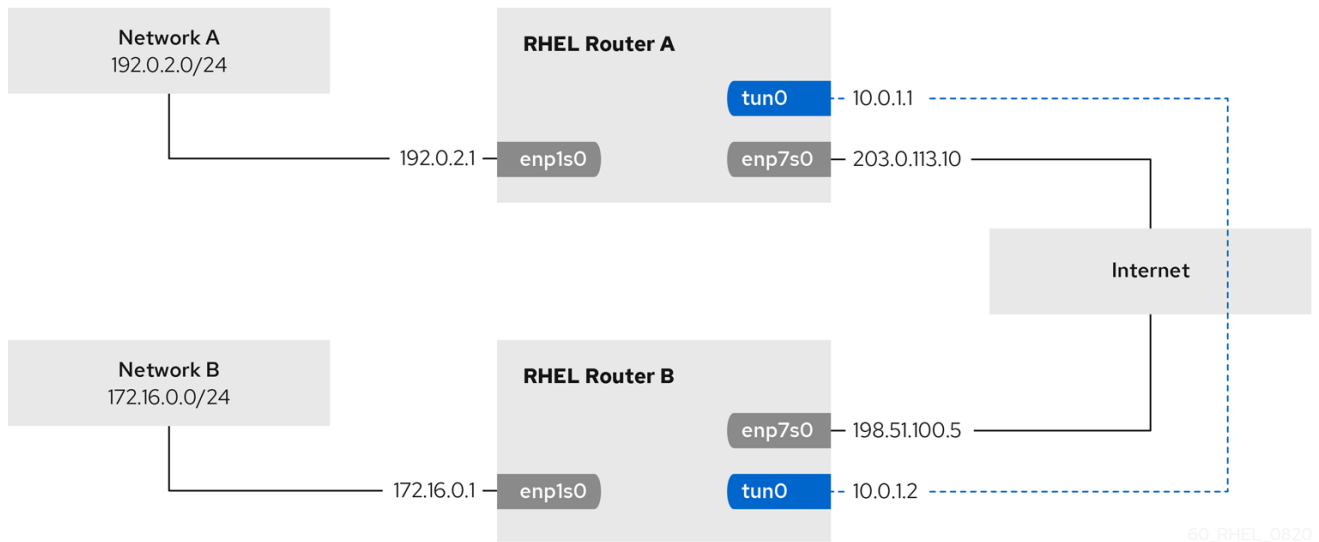 Network A
192.0.2.0/24
RHEL Router A
tun0
10.0.1.1
192.0.2.1
enp1s0
enp7s0
203.0.113.10
Internet
Network B
172.16.0.0/24
RHEL Router B
enp7s0
198.51.100.5
172.16.0.1
enp1s0
tun0
10.0.1.2
60_RHEL_0820